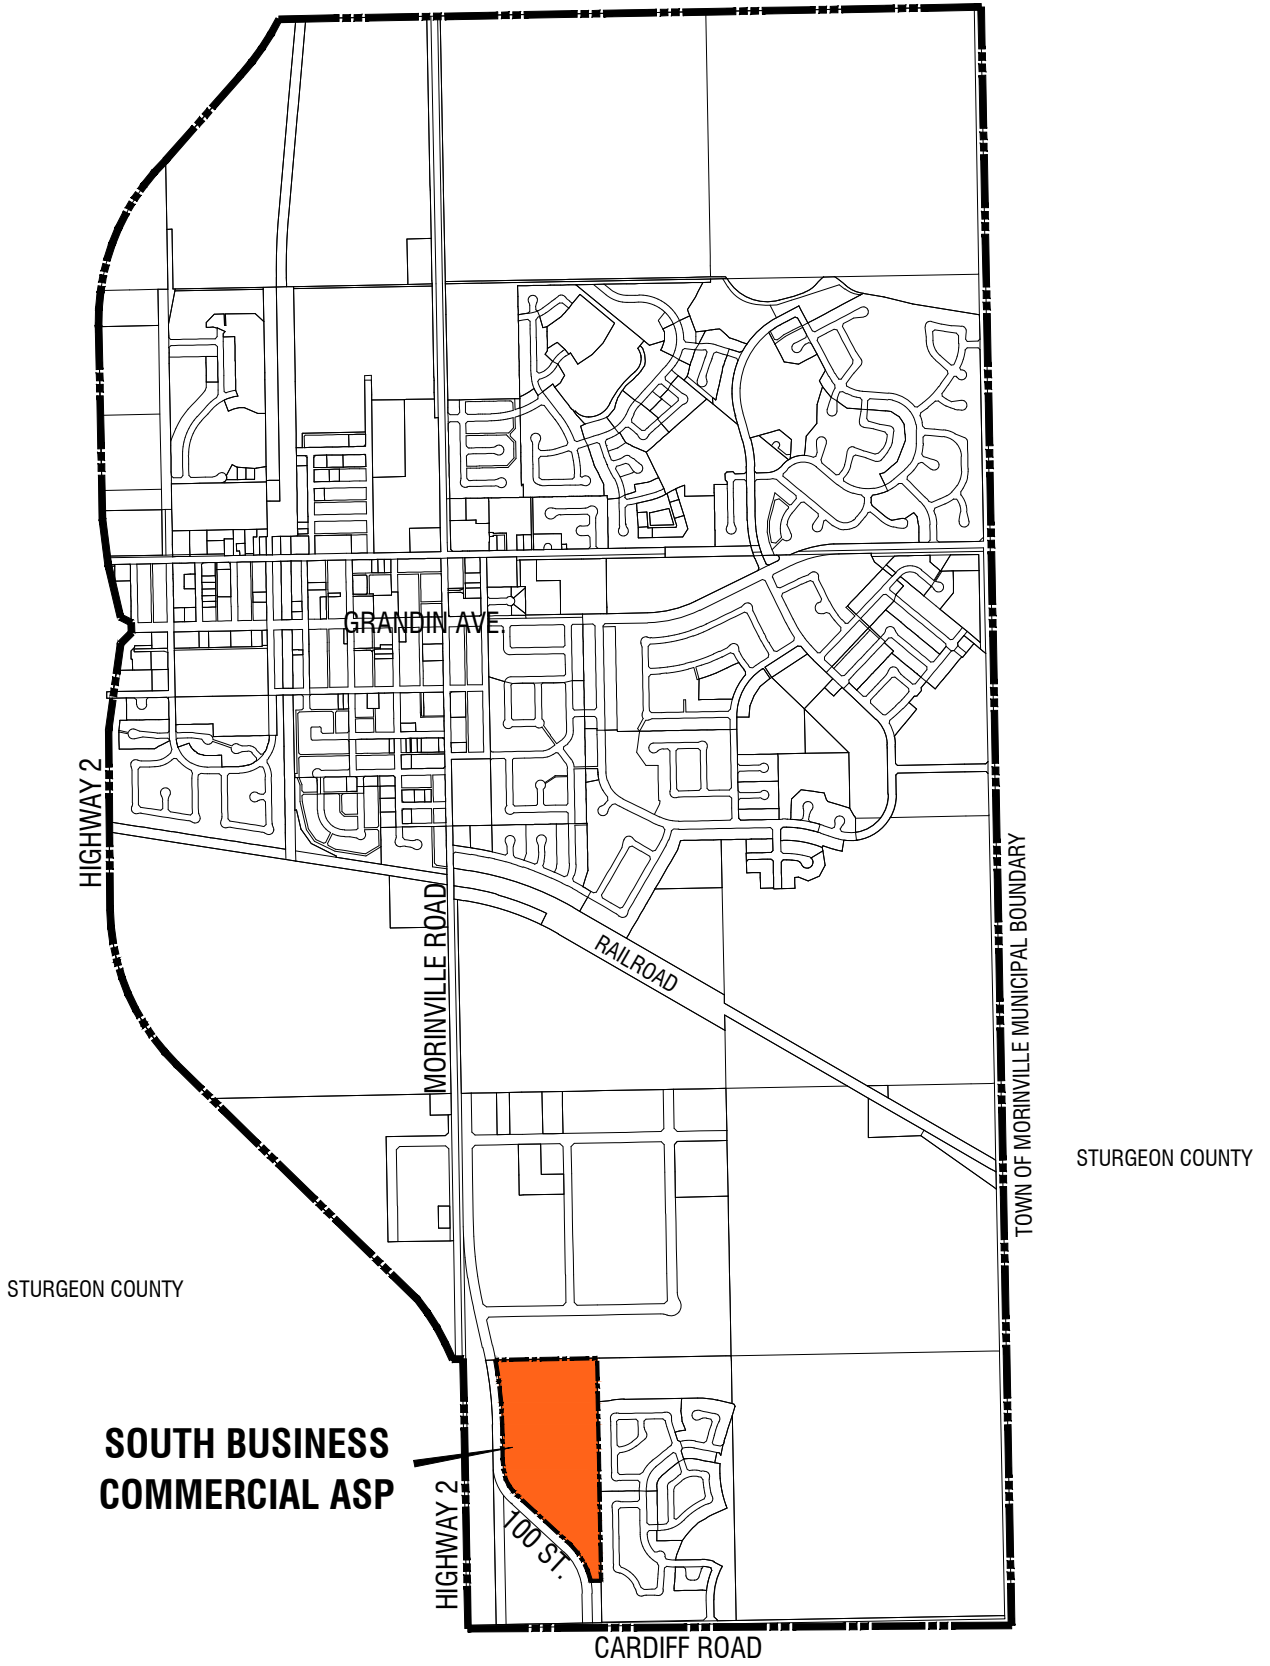 GRANDIN AVE.
HIGHWAY 2
MORINVILLE ROAD
RAILROAD
TOWN OF MORINVILLE MUNICIPAL BOUNDARY
STURGEON COUNTY
STURGEON COUNTY
SOUTH BUSINESS
COMMERCIAL ASP
HIGHWAY 2
100 ST.
CARDIFF ROAD